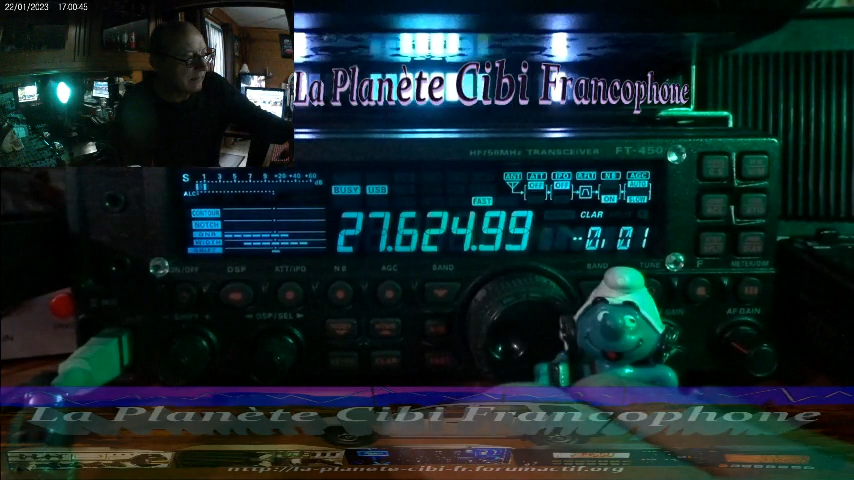 22/01/2023 17:00:45
La Planète Cibi Francophone
HF/50MHz TRANSCEIVER FT-450
S 1 3 5 7 9 +20 +40 +60 dB
ALC
BUSY USB
ANT ATT IPO R.FLT NB AGC
OFF OFF ON AUTO SLOW
FAST
CONTOUR
NOTCH
DNR
WIDTH
SHIFT
27.624.99
CLAR
-0.01
ON/OFF DSP ATT/IPO NB AGC BAND BAND TUNE METER/DIM
SHIFT DSP/SEL GAIN AF GAIN
CLAR
La Planète Cibi Francophone
http://la-planete-cibi-fr.forumactif.org